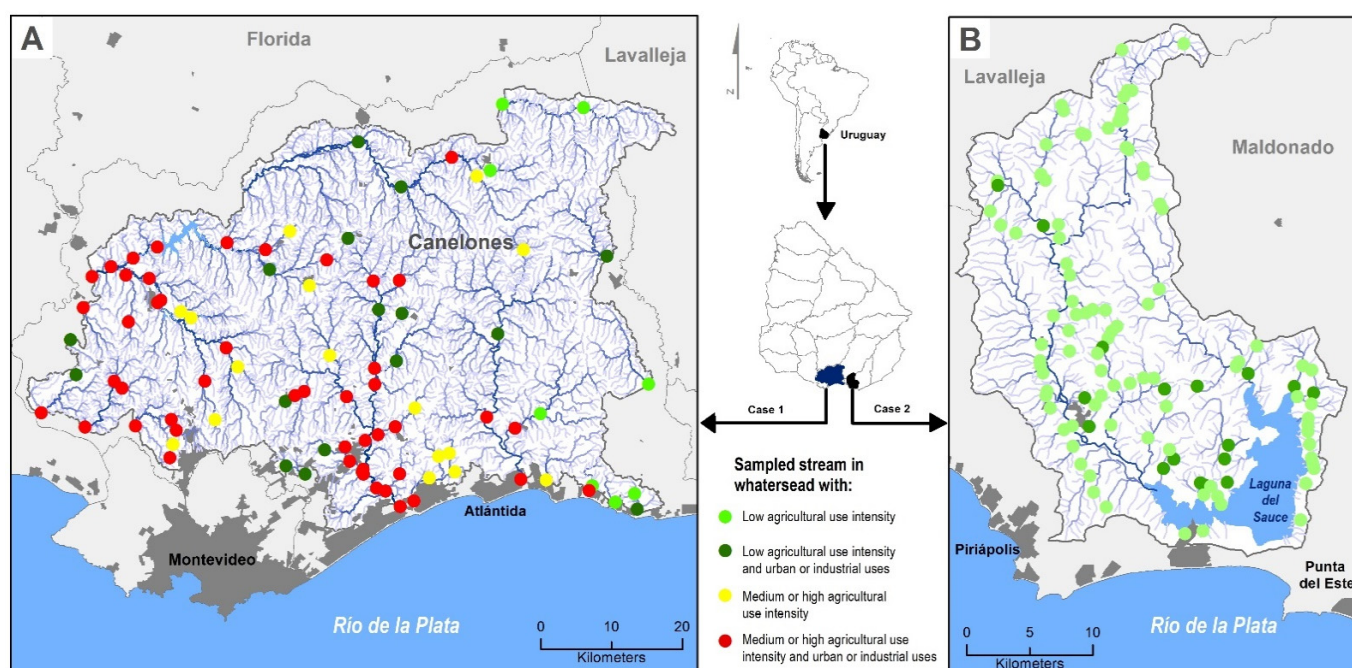 A
Florida
Lavalleja
Canelones
Montevideo
Atlántida
Río de la Plata
0 10 20
Kilometers
N
Uruguay
Case 1
Case 2
Sampled stream in
whatersead with:
Low agricultural use intensity
Low agricultural use intensity
and urban or industrial uses
Medium or high agricultural
use intensity
Medium or high agricultural use
intensity and urban or industrial uses
B
Lavalleja
Maldonado
Laguna
del
Sauce
Piriápolis
Punta
del Este
Río de la Plata
0 5 10
Kilometers